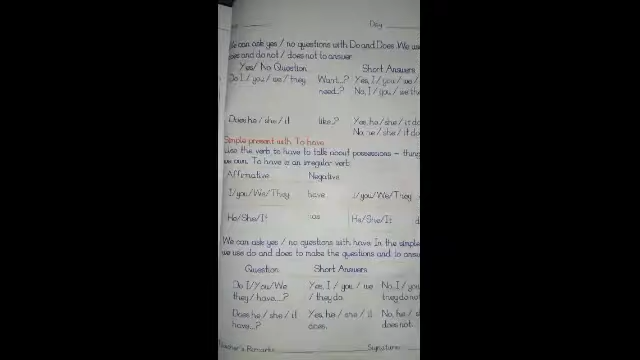 Day
We can ask yes / no questions with Do and Does. We use
does and do not / does not to answer
Yes/ No Question Short Answers
Do I / you / we / they Want...? Yes, I / you / we /
need..? No, I / you / we the
Does he / she / it like..? Yes, he / she / it do
No, he / she / it do
Simple present with To have
use the verb to have to talk about possessions - thing
we own. To have is an irregular verb
Affirmative Negative
I/you/We/They have I/you/We/They
He/She/It He/She/It d
We can ask yes / no questions with have In the simple
we use do and does to make the questions and to answ
Question Short Answers
Do I/You/We Yes, I / you / we No, I / you
they / have....? / they do. they do not
Does he / she / it Yes, he / she / it No, he / s
have...? does. does not.
Teacher's Remarks Signature